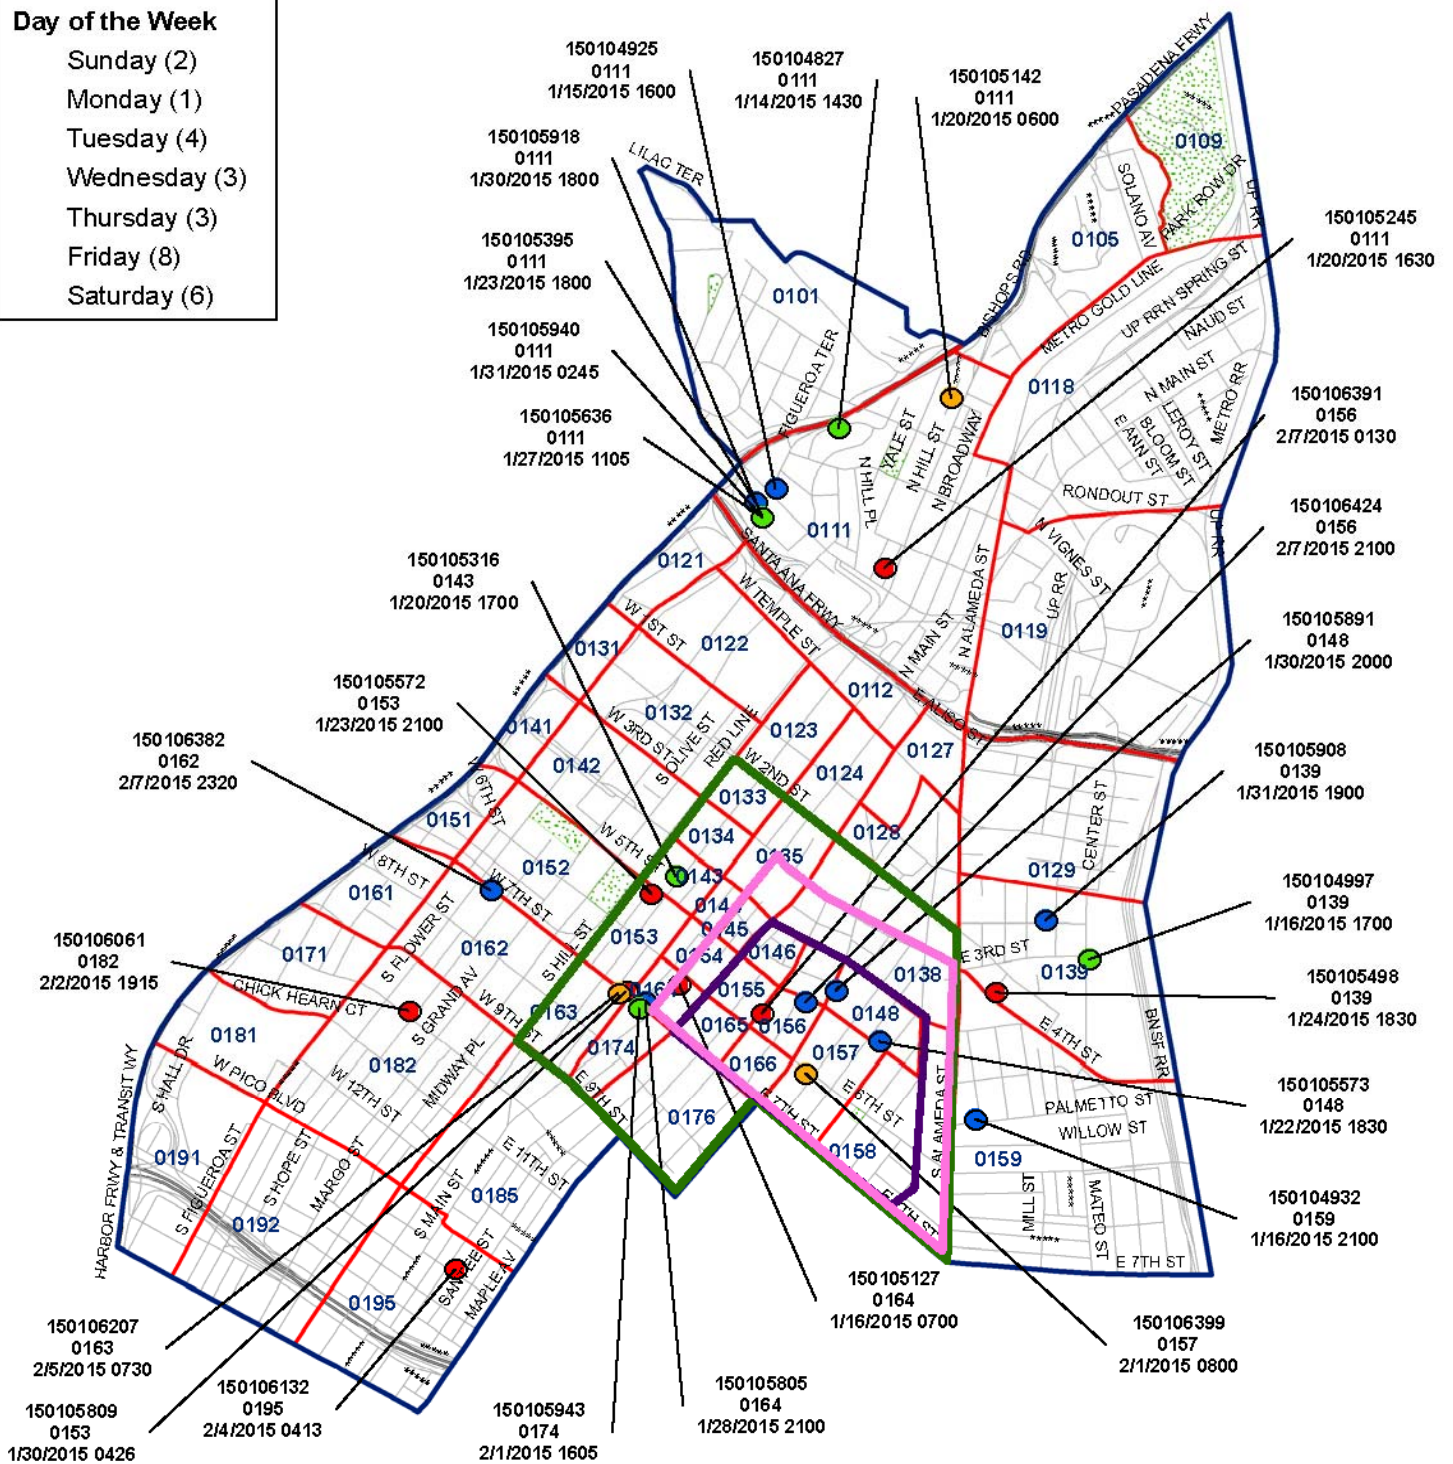 Day of the Week
Sunday (2)
Monday (1)
Tuesday (4)
Wednesday (3)
Thursday (3)
Friday (8)
Saturday (6)
150104925
0111
1/15/2015 1600
150104827
0111
1/14/2015 1430
150105142
0111
1/20/2015 0600
150105918
0111
1/30/2015 1800
150105395
0111
1/23/2015 1800
150105940
0111
1/31/2015 0245
150105636
0111
1/27/2015 1105
150105245
0111
1/20/2015 1630
150106391
0156
2/7/2015 0130
150106424
0156
2/7/2015 2100
150105891
0148
1/30/2015 2000
150105908
0139
1/31/2015 1900
150104997
0139
1/16/2015 1700
150105498
0139
1/24/2015 1830
150105573
0148
1/22/2015 1830
150104932
0159
1/16/2015 2100
150106399
0157
2/1/2015 0800
150105127
0164
1/16/2015 0700
150105805
0164
1/28/2015 2100
150105943
0174
2/1/2015 1605
150106132
0195
2/4/2015 0413
150105809
0153
1/30/2015 0426
150106207
0163
2/5/2015 0730
150106061
0182
2/2/2015 1915
150106382
0162
2/7/2015 2320
150105572
0153
1/23/2015 2100
150105316
0143
1/20/2015 1700
LILAC TER
PASADENA FRWY
0109
SOLANO AV
PARK ROW DR
UP RR
0105
BISHOPS RD
METRO GOLD LINE
UP RR
N SPRING ST
NAUD ST
0101
FIGUEROA TER
0118
N MAIN ST
METRO RR
LEROY ST
BLOOM ST
E ANN ST
YALE ST
N HILL ST
N BROADWAY
N HILL PL
RONDOUT ST
UP RR
0111
N VIGNES ST
UP RR
0119
SANTA ANA FRWY
N ALAMEDA ST
N MAIN ST
0121
W TEMPLE ST
W 1ST ST
0122
0131
0112
E ALISO ST
0132
0123
0127
0141
W 3RD ST
S OLIVE ST
RED LINE
W 2ND ST
0142
0124
0133
CENTER ST
W 6TH ST
0151
0134
0128
W 5TH ST
0135
0152
0143
0129
W 8TH ST
0161
W 7TH ST
0145
0153
0146
E 3RD ST
S FLOWER ST
0162
S HILL ST
0138
0139
0171
0155
CHICK HEARN CT
S GRAND AV
W 9TH ST
0163
0148
0165
0156
E 4TH ST
BNSF RR
0181
S HALL DR
0174
0157
0182
MIDWAY PL
0166
E 6TH ST
W PICO BLVD
W 12TH ST
E 9TH ST
0176
E 7TH ST
S ALAMEDA ST
PALMETTO ST
WILLOW ST
0158
0159
HARBOR FRWY & TRANSIT WY
0191
S FIGUEROA ST
S HOPE ST
MARGO ST
E 11TH ST
0185
S MAIN ST
MILL ST
MATEO ST
0192
E 7TH ST
SANTEE ST
MAPLE AV
0195